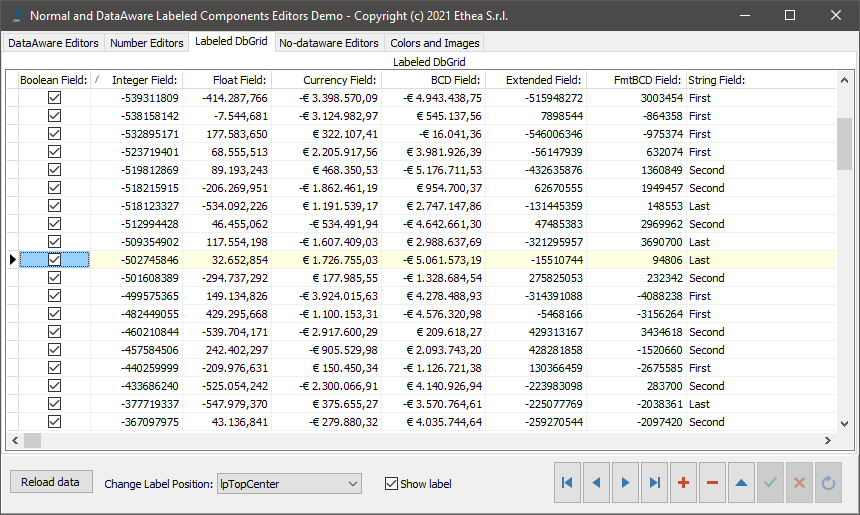 Normal and DataAware Labeled Components Editors Demo - Copyright (c) 2021 Ethea S.r.l.
DataAware Editors Number Editors Labeled DbGrid No-dataware Editors Colors and Images
Labeled DbGrid
Boolean Field: / Integer Field: Float Field: Currency Field: BCD Field: Extended Field: FmtBCD Field: String Field:
-539311809 -414.287,766 -€ 3.398.570,09 -€ 4.943.438,75 -515948272 3003454 First
-538158142 -7.544,681 -€ 3.124.982,97 € 545.137,56 7898544 -864358 First
-532895171 177.583,650 € 322.107,41 -€ 16.041,36 -546006346 -975374 First
-523719401 68.555,513 € 2.205.917,56 € 3.981.926,39 -56147939 632074 First
-519812869 89.193,243 € 468.350,53 -€ 5.176.711,53 -432635876 1360849 Second
-518215915 -206.269,951 -€ 1.862.461,19 € 954.700,37 62670555 1949457 Second
-518123327 -534.092,226 € 1.191.539,17 € 2.747.147,86 -131445359 148553 Last
-512994428 46.455,062 -€ 534.491,94 -€ 4.642.661,30 47485383 2969962 Second
-509354902 117.554,198 -€ 1.607.409,03 € 2.988.637,69 -321295957 3690700 Last
-502745846 32.652,854 € 1.726.755,03 -€ 5.061.573,19 -15510744 94806 Last
-501608389 -294.737,292 € 177.985,55 -€ 1.328.684,54 275825053 232342 Second
-499575365 149.134,826 -€ 3.924.015,63 € 4.278.488,93 -314391088 -4088238 First
-482449055 429.295,668 -€ 1.100.153,31 -€ 4.576.320,98 -5468166 -3156264 First
-460210844 -539.704,171 -€ 2.917.600,29 € 209.618,27 429313167 3434618 Second
-457584506 242.402,297 -€ 905.529,98 € 2.093.743,20 428281858 -1520660 Second
-440259999 -209.976,631 € 150.450,34 -€ 1.126.721,38 130366459 -2675585 First
-433686240 -525.054,242 -€ 2.300.066,91 € 4.140.926,94 -223983098 283700 Second
-377719337 -547.979,370 € 375.655,27 -€ 3.570.764,61 -225077769 -2038361 Last
-367097975 43.136,841 -€ 279.880,32 € 4.035.744,64 -259270544 -2097420 Second
Reload data Change Label Position: lpTopCenter Show label